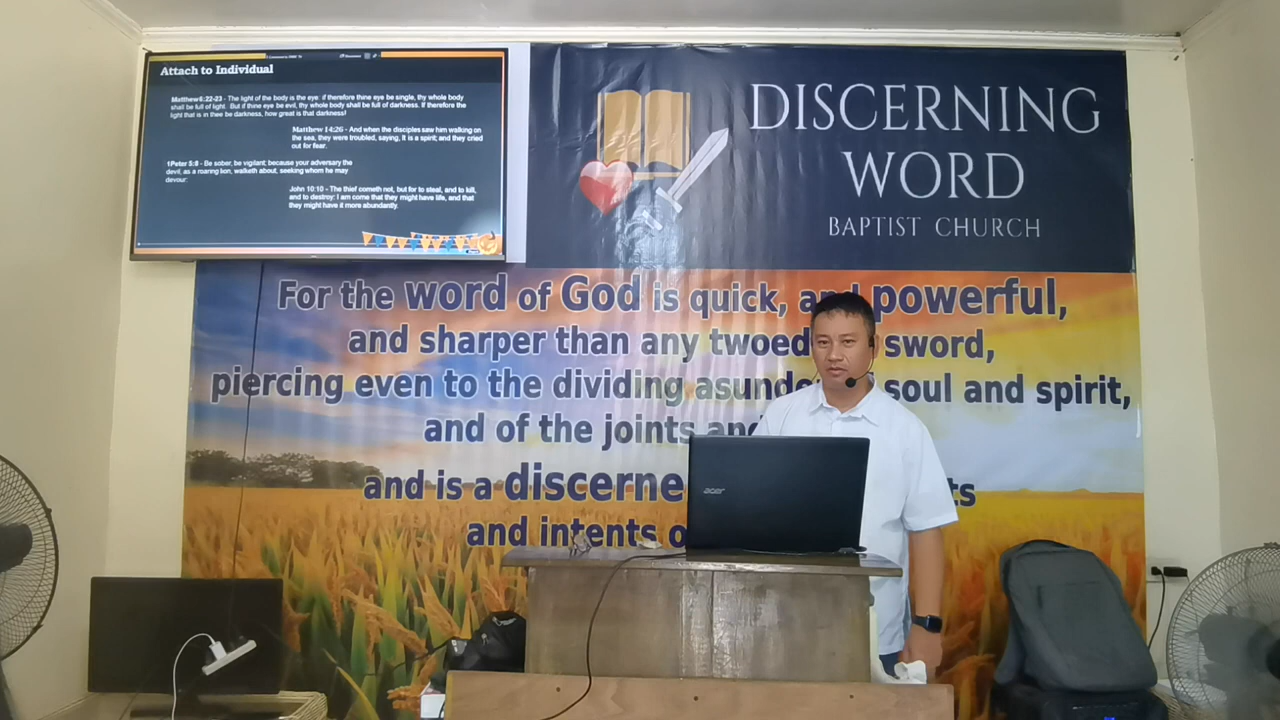 Attach to Individual
Matthew 6:22-23 - The light of the body is the eye: if therefore thine eye be single, thy whole body
shall be full of light. But if thine eye be evil, thy whole body shall be full of darkness. If therefore the
light that is in thee be darkness, how great is that darkness!
Matthew 14:26 - And when the disciples saw him walking on
the sea, they were troubled, saying, It is a spirit; and they cried
out for fear.
1Peter 5:8 - Be sober, be vigilant; because your adversary the
devil, as a roaring lion, walketh about, seeking whom he may
devour:
John 10:10 - The thief cometh not, but for to steal, and to kill,
and to destroy: I am come that they might have life, and that
they might have it more abundantly.
DISCERNING
WORD
BAPTIST CHURCH
For the word of God is quick, and powerful,
and sharper than any twoed sword,
piercing even to the dividing asunde soul and spirit,
and of the joints and
and is a discerne ts
and intents o
acer